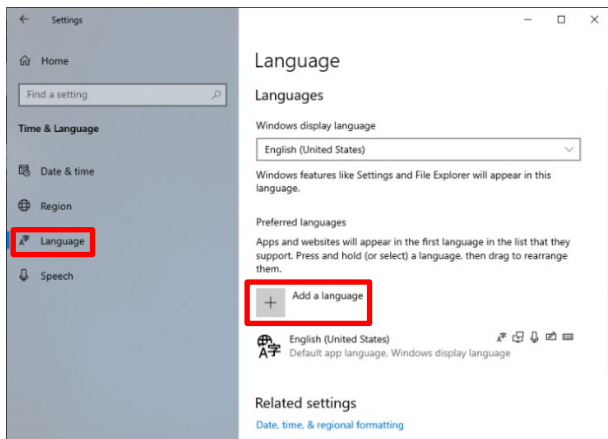 Settings
Home
Find a setting
Time & Language
Date & time
Region
Language
Speech
Language
Languages
Windows display language
English (United States)
Windows features like Settings and File Explorer will appear in this
language.
Preferred languages
Apps and websites will appear in the first language in the list that they
support. Press and hold (or select) a language, then drag to rearrange
them.
Add a language
English (United States)
Default app language, Windows display language
Related settings
Date, time, & regional formatting